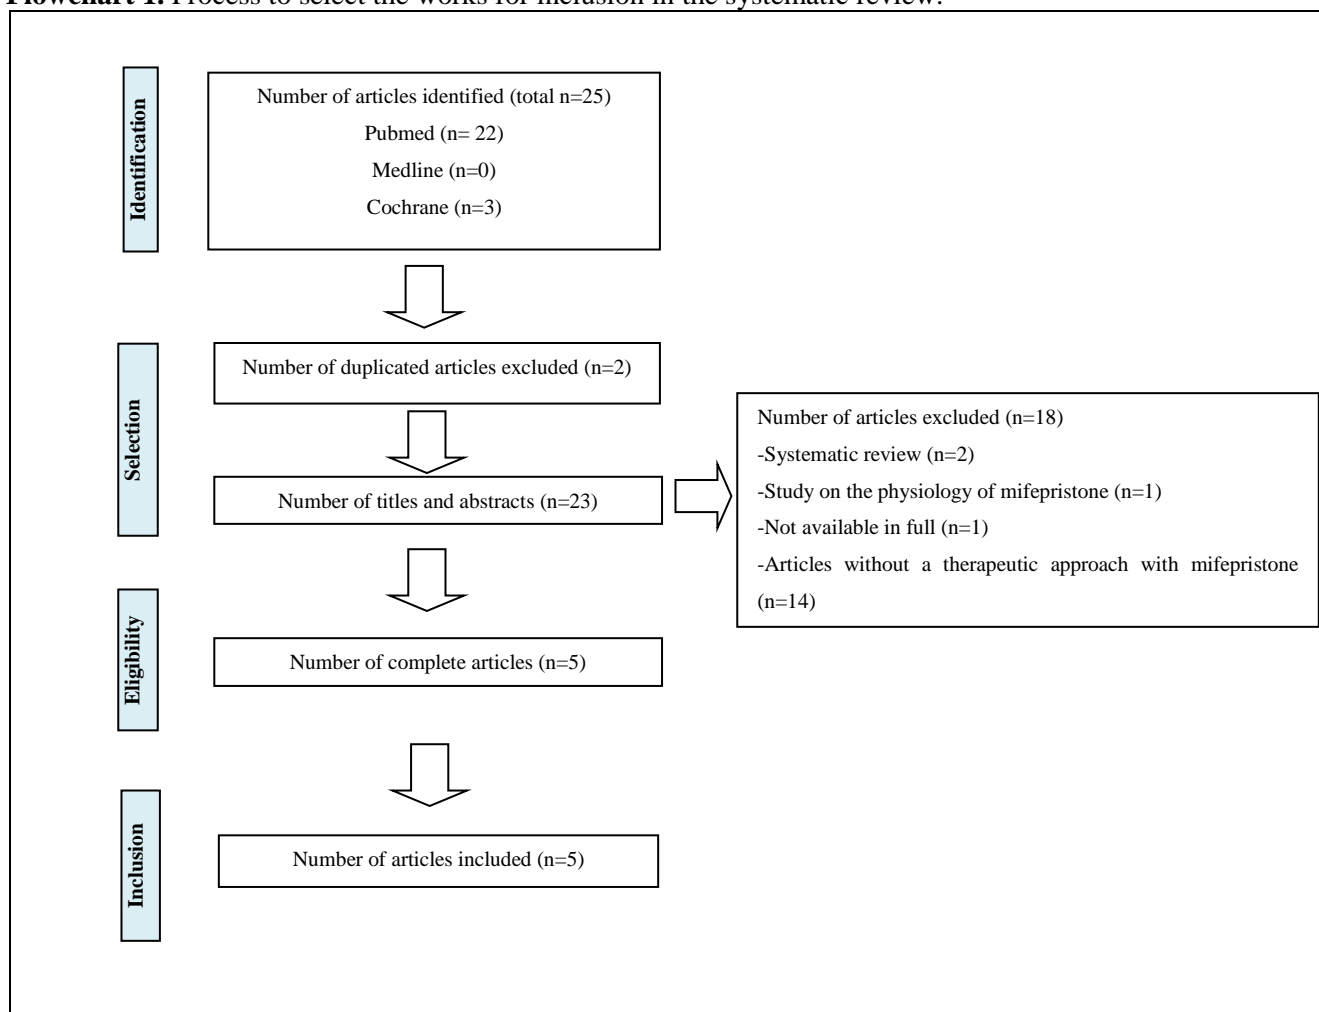 Flowchart 1. Process to select the works for inclusion in the systematic review.
Identification
Number of articles identified (total n=25)
Pubmed (n= 22)
Medline (n=0)
Cochrane (n=3)
Selection
Number of duplicated articles excluded (n=2)
Number of titles and abstracts (n=23)
Number of articles excluded (n=18)
-Systematic review (n=2)
-Study on the physiology of mifepristone (n=1)
-Not available in full (n=1)
-Articles without a therapeutic approach with mifepristone
(n=14)
Eligibility
Number of complete articles (n=5)
Inclusion
Number of articles included (n=5)